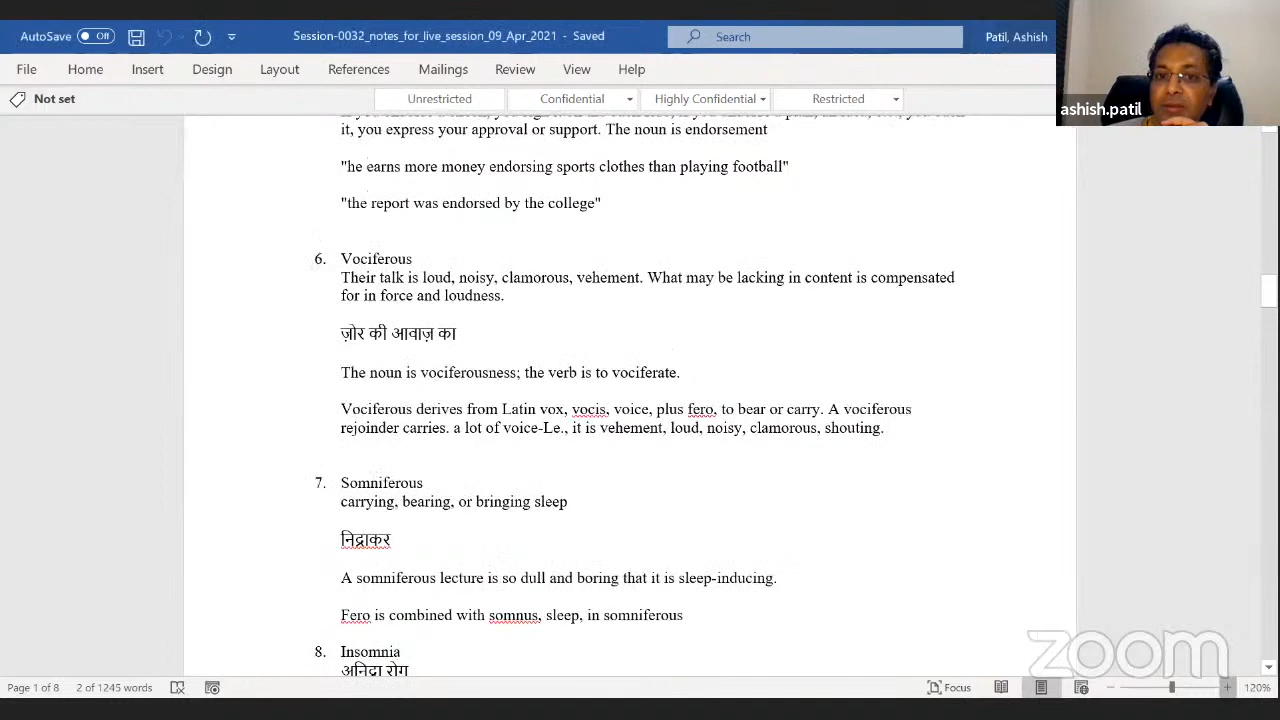 AutoSave Off Session-0032_notes_for_live_session_09_Apr_2021 - Saved Search Patil, Ashish
File Home Insert Design Layout References Mailings Review View Help
Not set Unrestricted Confidential Highly Confidential Restricted
ashish.patil
it, you express your approval or support. The noun is endorsement
"he earns more money endorsing sports clothes than playing football"
"the report was endorsed by the college"
6. Vociferous
Their talk is loud, noisy, clamorous, vehement. What may be lacking in content is compensated
for in force and loudness.
ज़ोर की आवाज़ का
The noun is vociferousness; the verb is to vociferate.
Vociferous derives from Latin vox, vocis, voice, plus fero, to bear or carry. A vociferous
rejoinder carries. a lot of voice-Le., it is vehement, loud, noisy, clamorous, shouting.
7. Somniferous
carrying, bearing, or bringing sleep
निद्राकर
A somniferous lecture is so dull and boring that it is sleep-inducing.
Fero is combined with somnus, sleep, in somniferous
8. Insomnia
अनिद्रा रोग
zoom
Page 1 of 8 2 of 1245 words Focus 120%